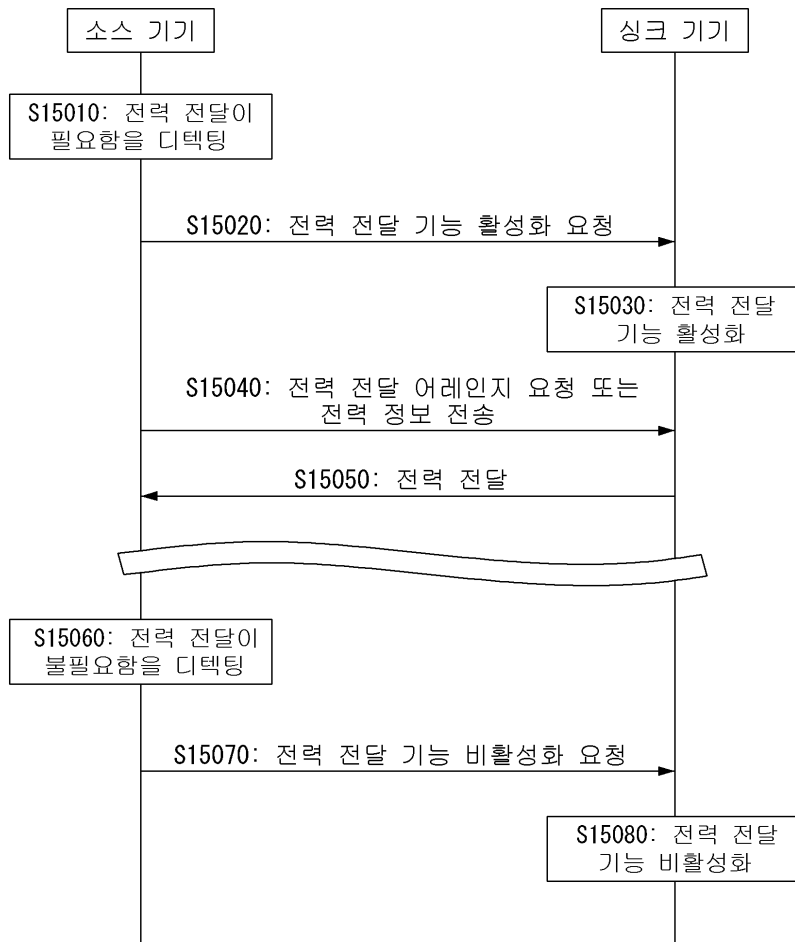 소스 기기
싱크 기기
S15010: 전력 전달이
필요함을 디텍팅
S15020: 전력 전달 기능 활성화 요청
S15030: 전력 전달
기능 활성화
S15040: 전력 전달 어레인지 요청 또는
전력 정보 전송
S15050: 전력 전달
S15060: 전력 전달이
불필요함을 디텍팅
S15070: 전력 전달 기능 비활성화 요청
S15080: 전력 전달
기능 비활성화